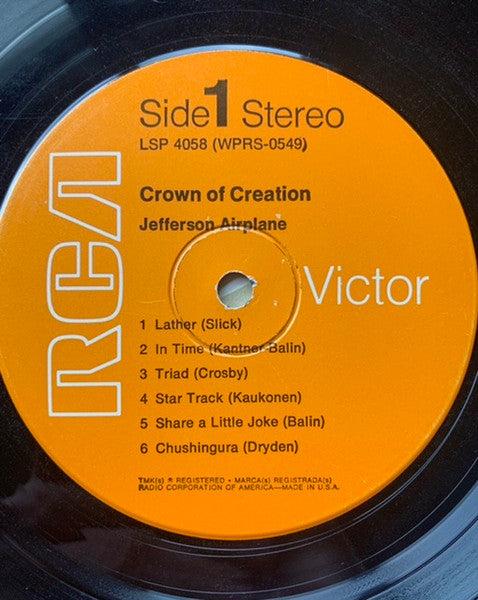 Side 1 Stereo
LSP 4058 (WPRS-0549)
Crown of Creation
Jefferson Airplane
RCA
Victor
1 Lather (Slick)
2 In Time (Kantner-Balin)
3 Triad (Crosby)
4 Star Track (Kaukonen)
5 Share a Little Joke (Balin)
6 Chushingura (Dryden)
TMK(s) ® REGISTERED • MARCA(s) REGISTRADA(s)
RADIO CORPORATION OF AMERICA—MADE IN U.S.A.